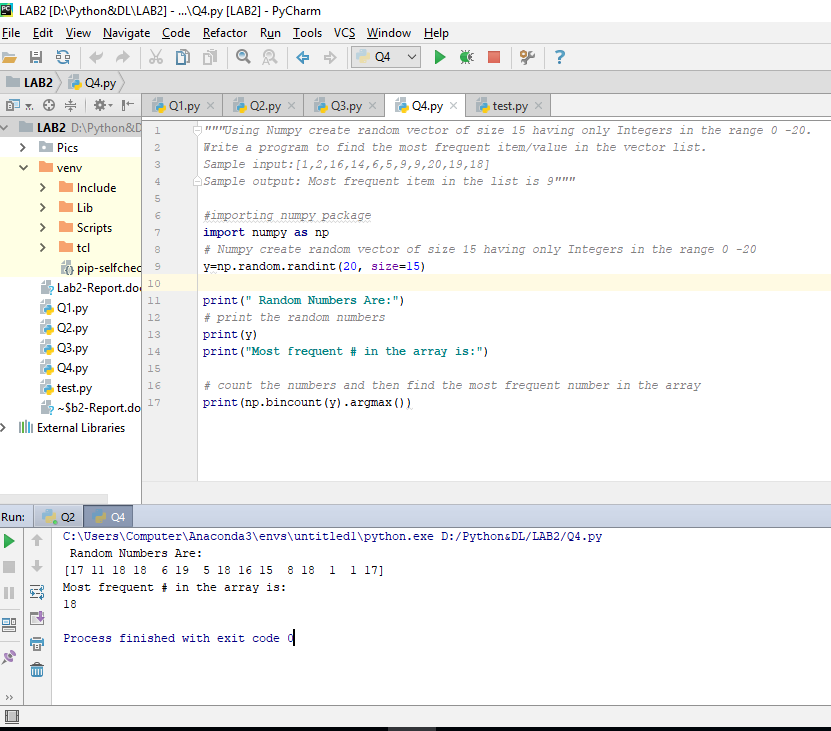 LAB2 [D:\Python&DL\LAB2] - ...\Q4.py [LAB2] - PyCharm
File Edit View Navigate Code Refactor Run Tools VCS Window Help
Q4
LAB2 Q4.py
Q1.py Q2.py Q3.py Q4.py test.py
LAB2 D:\Python&D
Pics
venv
Include
Lib
Scripts
tcl
pip-selfchec
Lab2-Report.do
Q1.py
Q2.py
Q3.py
Q4.py
test.py
~$b2-Report.do
External Libraries
1 """Using Numpy create random vector of size 15 having only Integers in the range 0 -20.
2 Write a program to find the most frequent item/value in the vector list.
3 Sample input:[1,2,16,14,6,5,9,9,20,19,18]
4 Sample output: Most frequent item in the list is 9"""
5
6 #importing numpy package
7 import numpy as np
8 # Numpy create random vector of size 15 having only Integers in the range 0 -20
9 y=np.random.randint(20, size=15)
10
11 print(" Random Numbers Are:")
12 # print the random numbers
13 print(y)
14 print("Most frequent # in the array is:")
15
16 # count the numbers and then find the most frequent number in the array
17 print(np.bincount(y).argmax())
Run: Q2 Q4
C:\Users\Computer\Anaconda3\envs\untitled1\python.exe D:/Python&DL/LAB2/Q4.py
Random Numbers Are:
[17 11 18 18  6 19  5 18 16 15  8 18  1  1 17]
Most frequent # in the array is:
18
Process finished with exit code 0